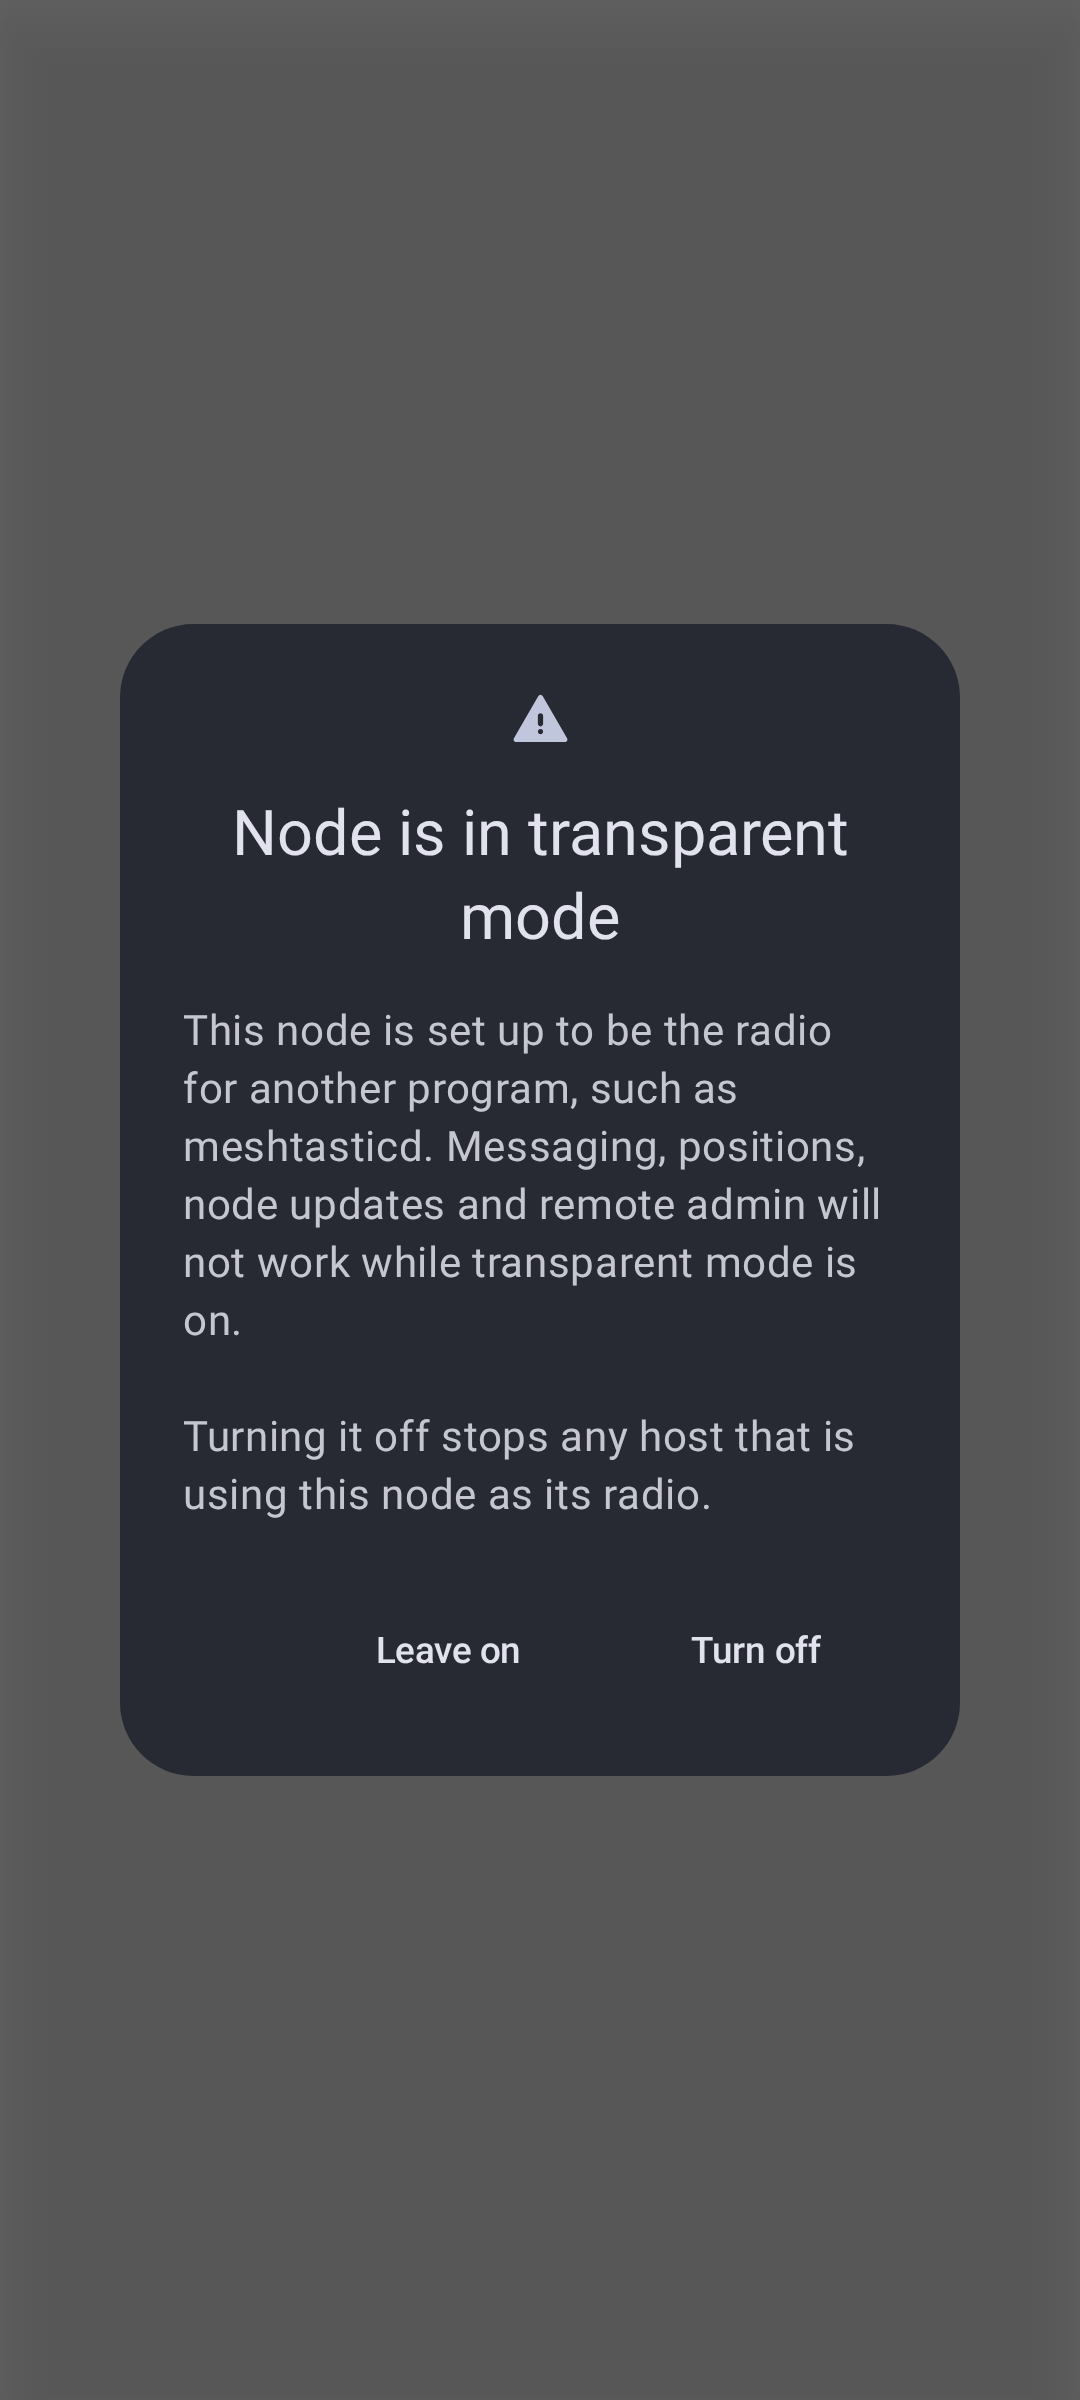 Node is in transparent
mode
This node is set up to be the radio
for another program, such as
meshtasticd. Messaging, positions,
node updates and remote admin will
not work while transparent mode is
on.
Turning it off stops any host that is
using this node as its radio.
Leave on
Turn off